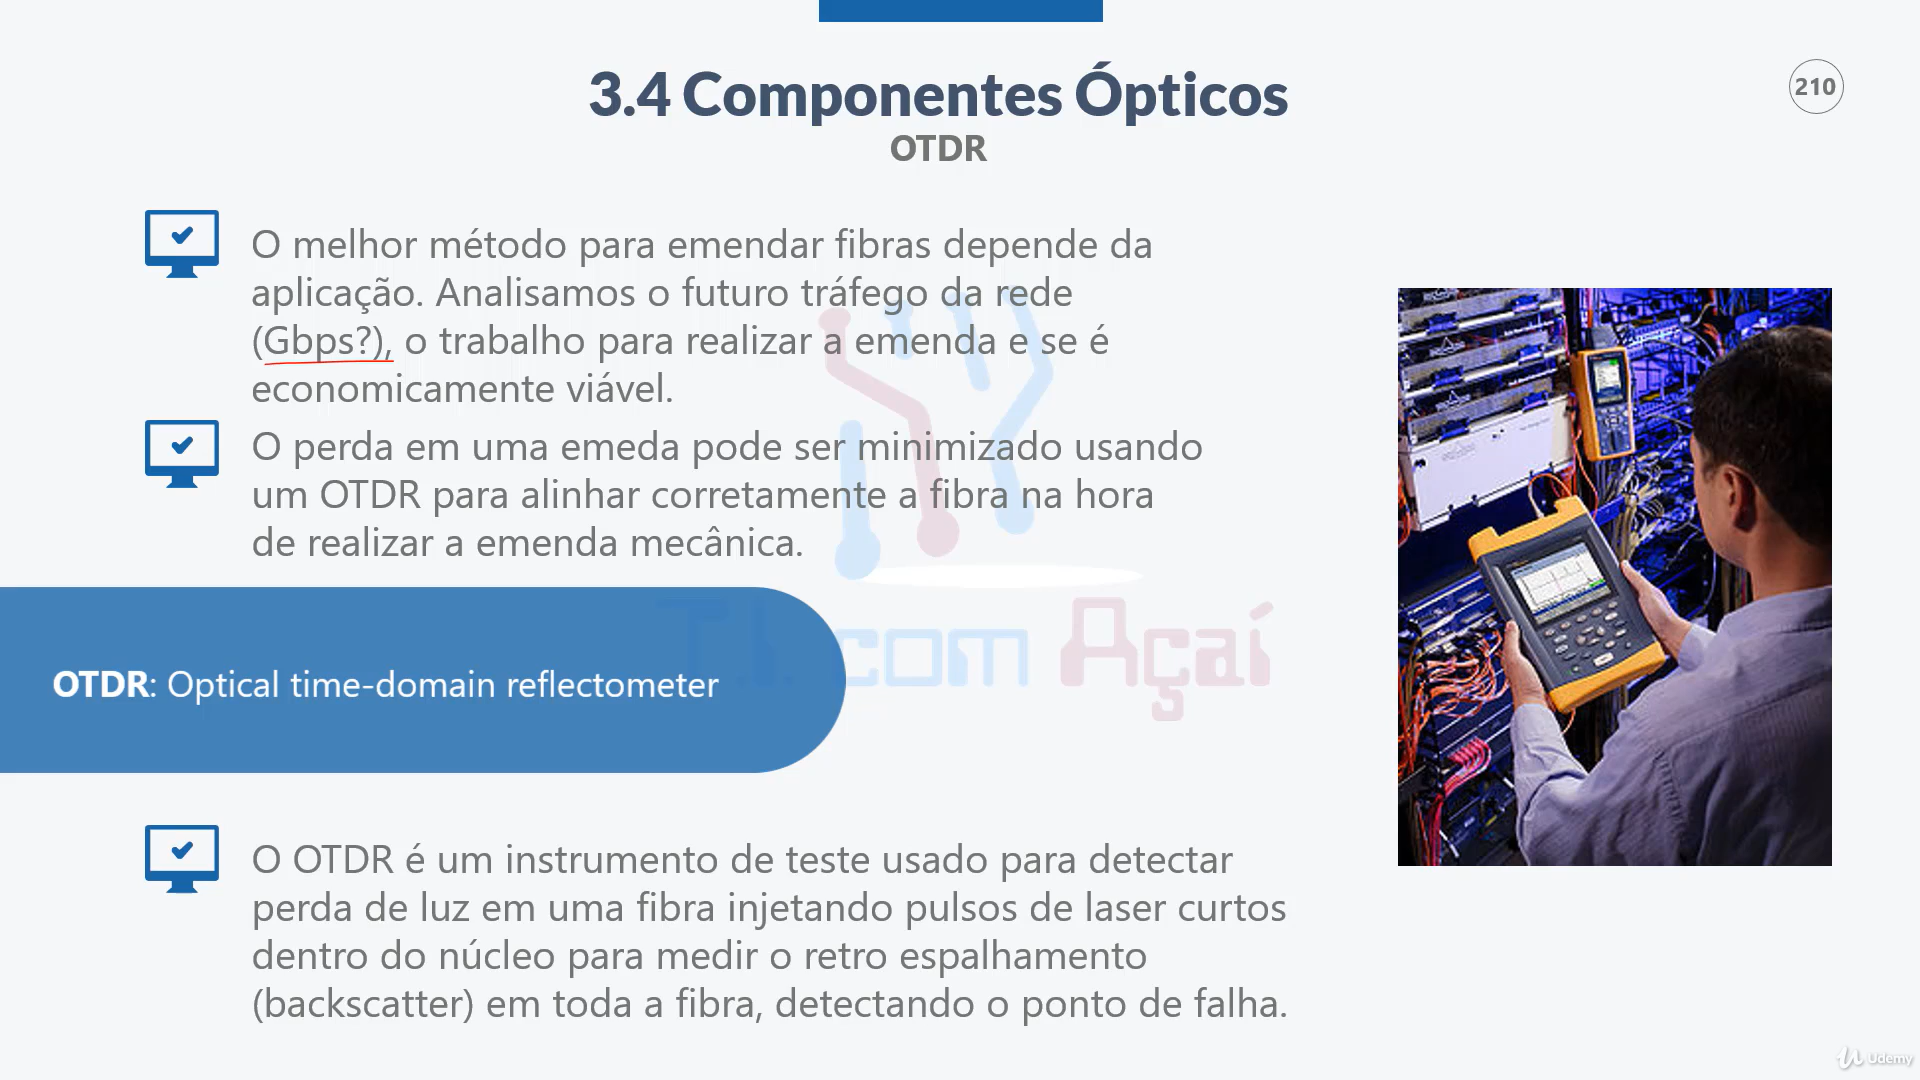 3.4 Componentes Ópticos
210
OTDR
O melhor método para emendar fibras depende da
aplicação. Analisamos o futuro tráfego da rede
(Gbps?), o trabalho para realizar a emenda e se é
economicamente viável.
O perda em uma emeda pode ser minimizado usando
um OTDR para alinhar corretamente a fibra na hora
de realizar a emenda mecânica.
T.I. com Açaí
OTDR: Optical time-domain reflectometer
O OTDR é um instrumento de teste usado para detectar
perda de luz em uma fibra injetando pulsos de laser curtos
dentro do núcleo para medir o retro espalhamento
(backscatter) em toda a fibra, detectando o ponto de falha.
Udemy